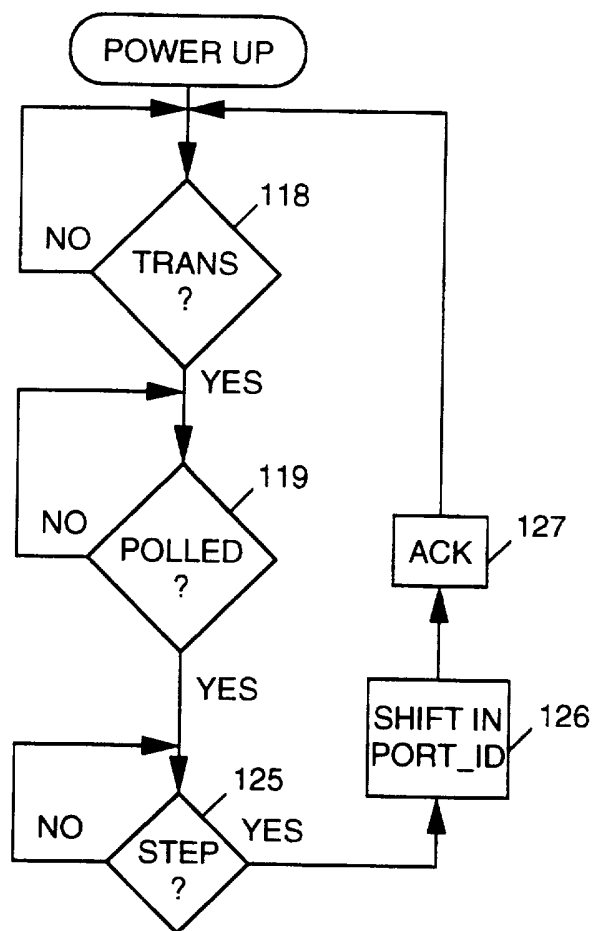 POWER UP
118
NO
TRANS
?
YES
119
NO
POLLED
?
127
ACK
YES
SHIFT IN
PORT_ID
126
125
NO
YES
STEP
?